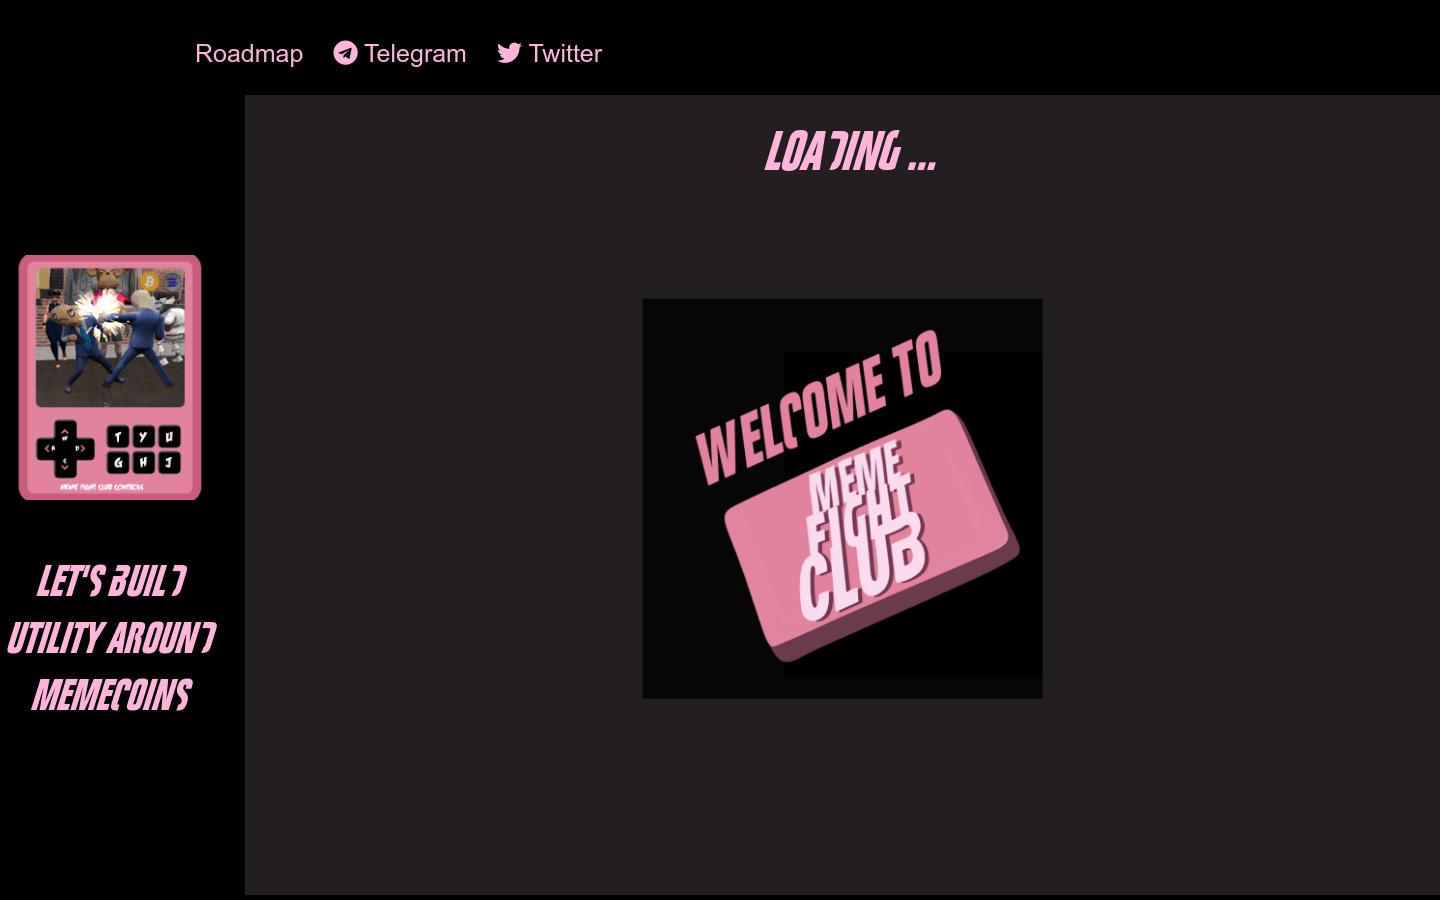 Roadmap Telegram Twitter
LOADING ...
WELCOME TO
MEME
FIGHT
CLUB
W
A D
S
T Y U
G H J
MEME FIGHT CLUB CONTROLS
LET'S BUILD
UTILITY AROUND
MEMECOINS